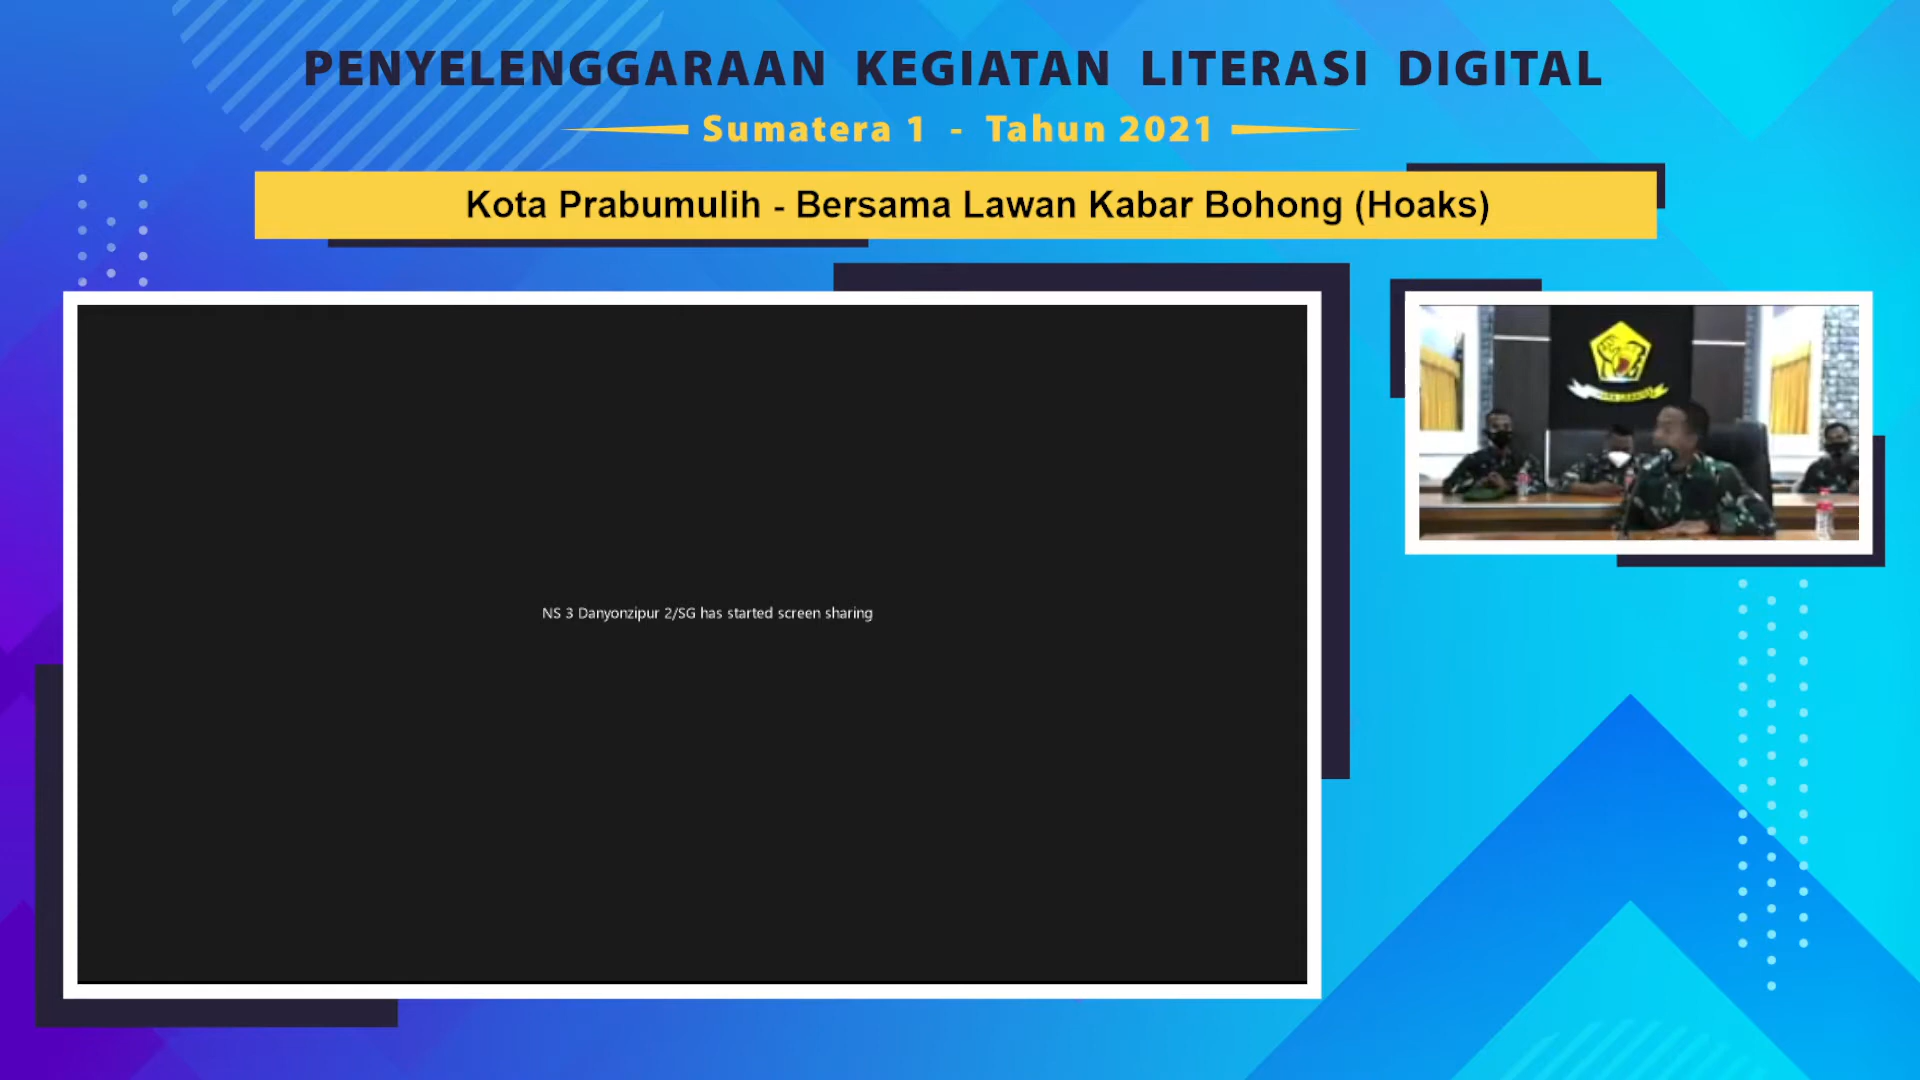 PENYELENGGARAAN KEGIATAN LITERASI DIGITAL
Sumatera 1 - Tahun 2021
Kota Prabumulih - Bersama Lawan Kabar Bohong (Hoaks)
NS 3 Danyonzipur 2/SG has started screen sharing